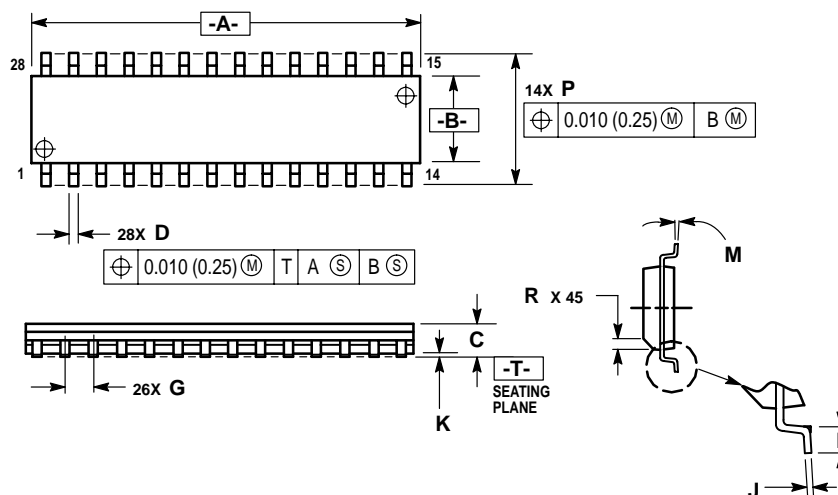 -A-
28
15
14X P
-B-
⌖ 0.010 (0.25) Ⓜ B Ⓜ
1
14
28X D
⌖ 0.010 (0.25) Ⓜ T A Ⓢ B Ⓢ
M
R X 45
C
-T-
SEATING
PLANE
26X G
K
J